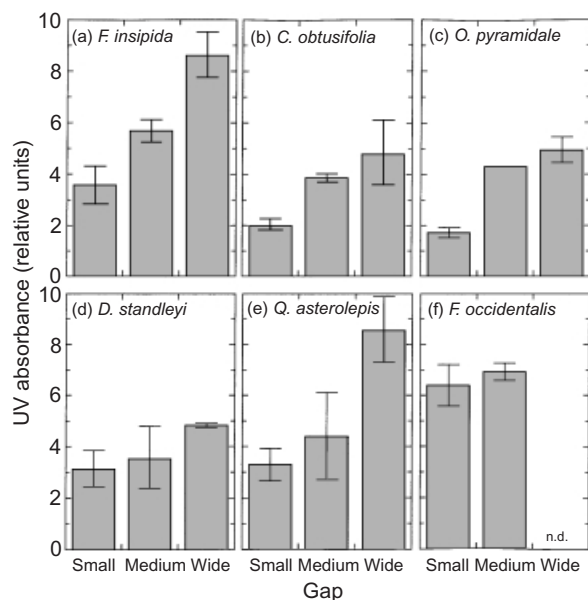 (a) F. insipida
(b) C. obtusifolia
(c) O. pyramidale
10
8
6
4
2
0
UV absorbance (relative units)
(d) D. standleyi
(e) Q. asterolepis
(f) F. occidentalis
10
8
6
4
2
0
n.d.
Small Medium Wide
Small Medium Wide
Small Medium Wide
Gap